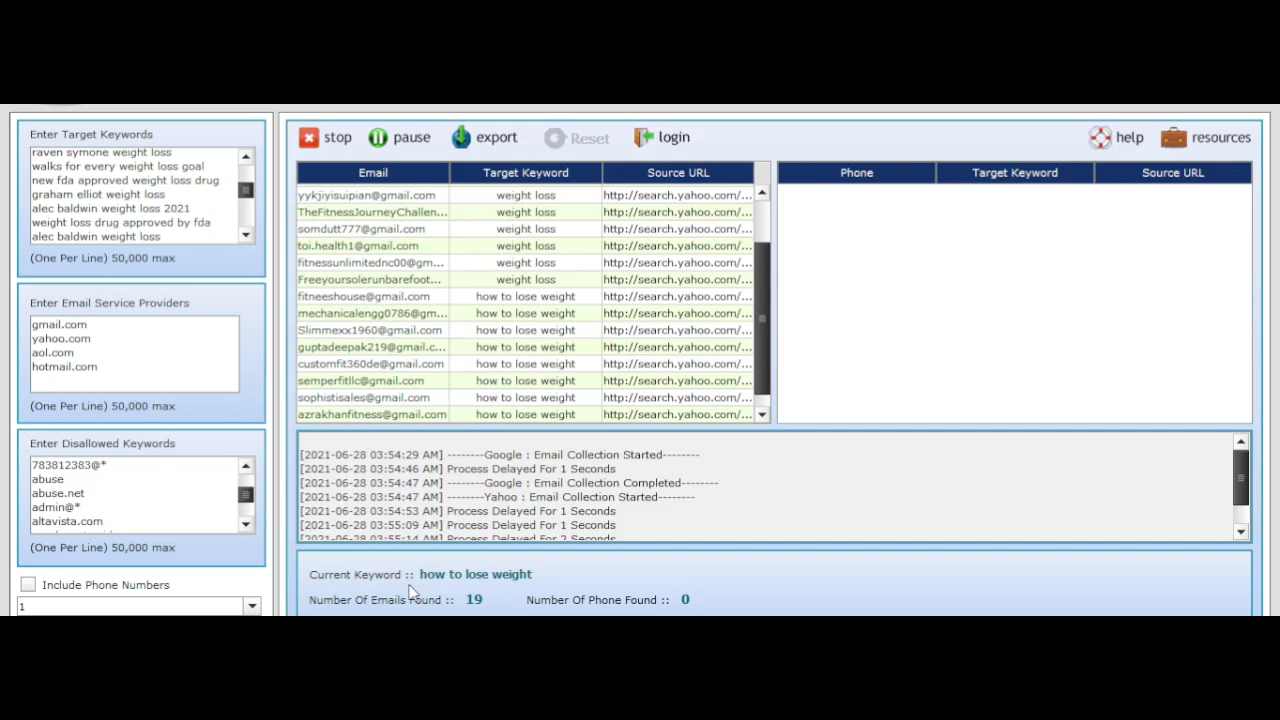 Enter Target Keywords
raven symone weight loss
walks for every weight loss goal
new fda approved weight loss drug
graham elliot weight loss
alec baldwin weight loss 2021
weight loss drug approved by fda
alec baldwin weight loss
(One Per Line) 50,000 max
Enter Email Service Providers
gmail.com
yahoo.com
aol.com
hotmail.com
(One Per Line) 50,000 max
Enter Disallowed Keywords
783812383@*
abuse
abuse.net
admin@*
altavista.com
(One Per Line) 50,000 max
Include Phone Numbers
1
stop pause export Reset login help resources
Email Target Keyword Source URL
yykjiyisuipian@gmail.com weight loss http://search.yahoo.com/...
TheFitnessJourneyChallen... weight loss http://search.yahoo.com/...
somdutt777@gmail.com weight loss http://search.yahoo.com/...
toi.health1@gmail.com weight loss http://search.yahoo.com/...
fitnessunlimitednc00@gm... weight loss http://search.yahoo.com/...
Freeyoursolerunbarefoot... weight loss http://search.yahoo.com/...
fitneeshouse@gmail.com how to lose weight http://search.yahoo.com/...
mechanicalengg0786@gm... how to lose weight http://search.yahoo.com/...
Slimmexx1960@gmail.com how to lose weight http://search.yahoo.com/...
guptadeepak219@gmail.c... how to lose weight http://search.yahoo.com/...
customfit360de@gmail.com how to lose weight http://search.yahoo.com/...
semperfitllc@gmail.com how to lose weight http://search.yahoo.com/...
sophistisales@gmail.com how to lose weight http://search.yahoo.com/...
azrakhanfitness@gmail.com how to lose weight http://search.yahoo.com/...
Phone Target Keyword Source URL
[2021-06-28 03:54:29 AM] --------Google : Email Collection Started--------
[2021-06-28 03:54:46 AM] Process Delayed For 1 Seconds
[2021-06-28 03:54:47 AM] --------Google : Email Collection Completed--------
[2021-06-28 03:54:47 AM] --------Yahoo : Email Collection Started--------
[2021-06-28 03:54:53 AM] Process Delayed For 1 Seconds
[2021-06-28 03:55:09 AM] Process Delayed For 1 Seconds
[2021-06-28 03:55:14 AM] Process Delayed For 2 Seconds
Current Keyword :: how to lose weight
Number Of Emails Found :: 19 Number Of Phone Found :: 0